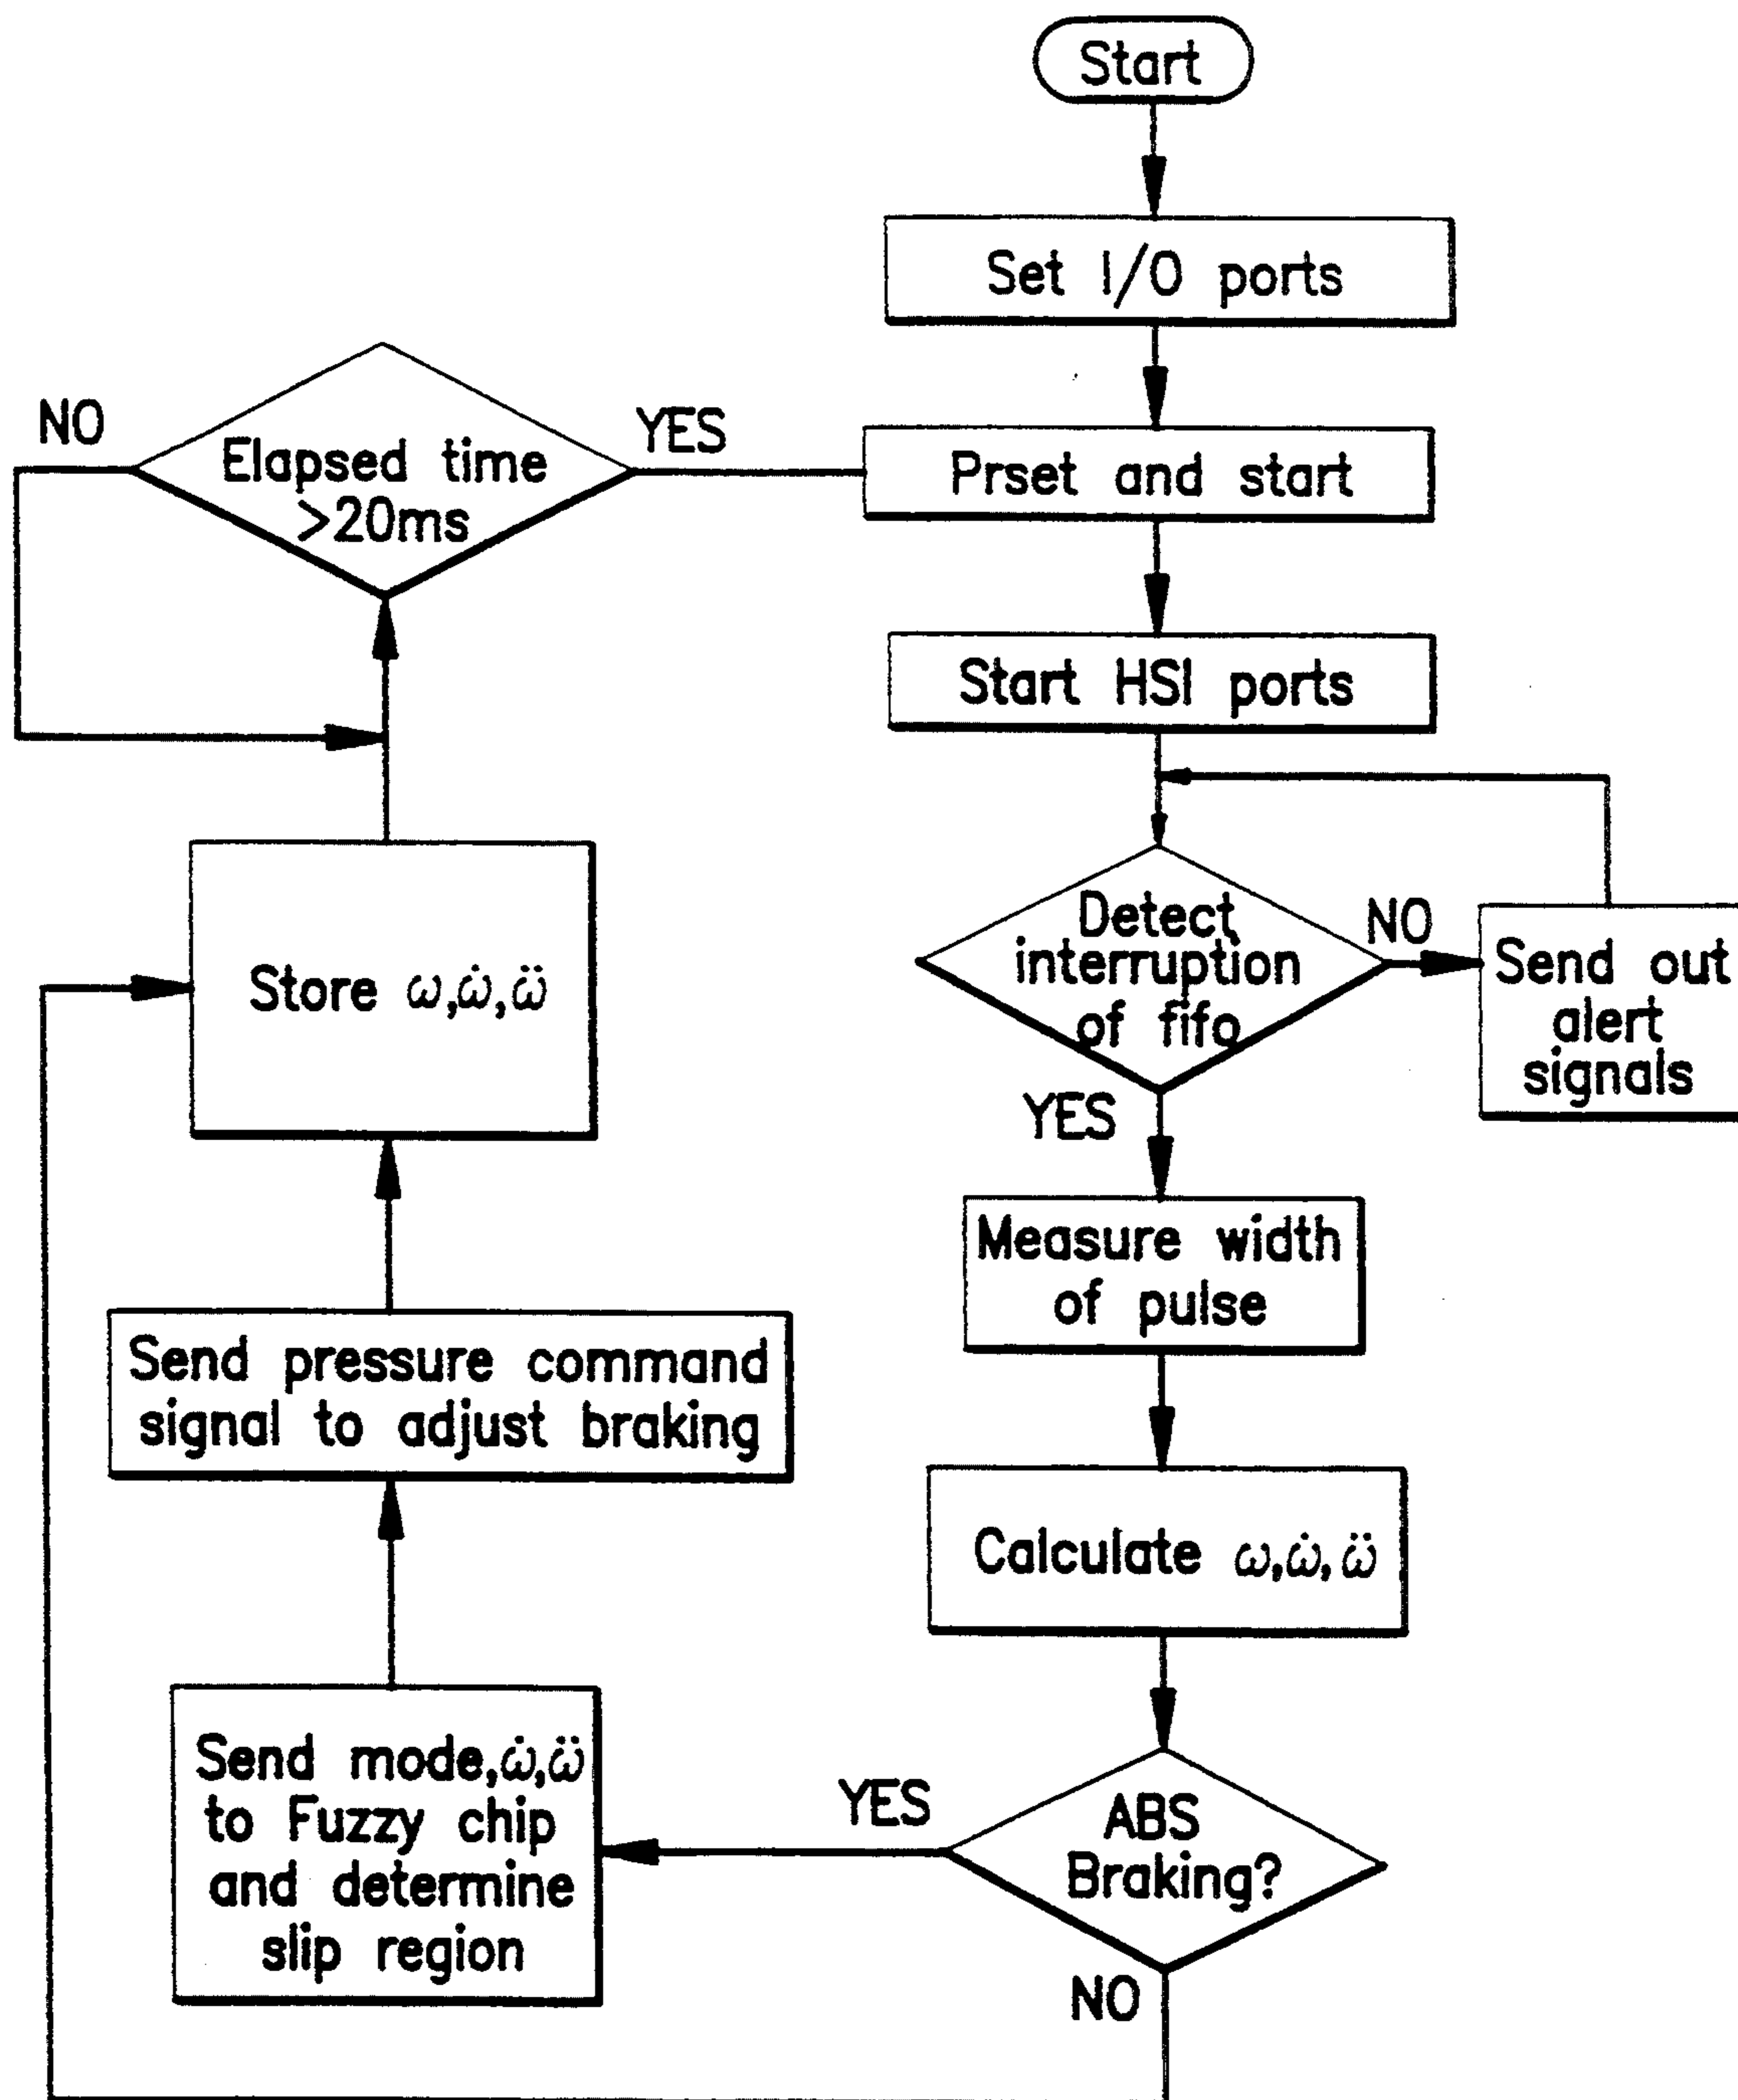 Start
Set I/O ports
Prset and start
Start HSI ports
Detect
interruption
of fifo
NO
Send out
alert
signals
YES
Measure width
of pulse
Calculate ω,ω̇,ω̈
ABS
Braking?
YES
NO
Send mode,ω̇,ω̈
to Fuzzy chip
and determine
slip region
Send pressure command
signal to adjust braking
Store ω,ω̇,ω̈
Elapsed time
>20ms
NO
YES